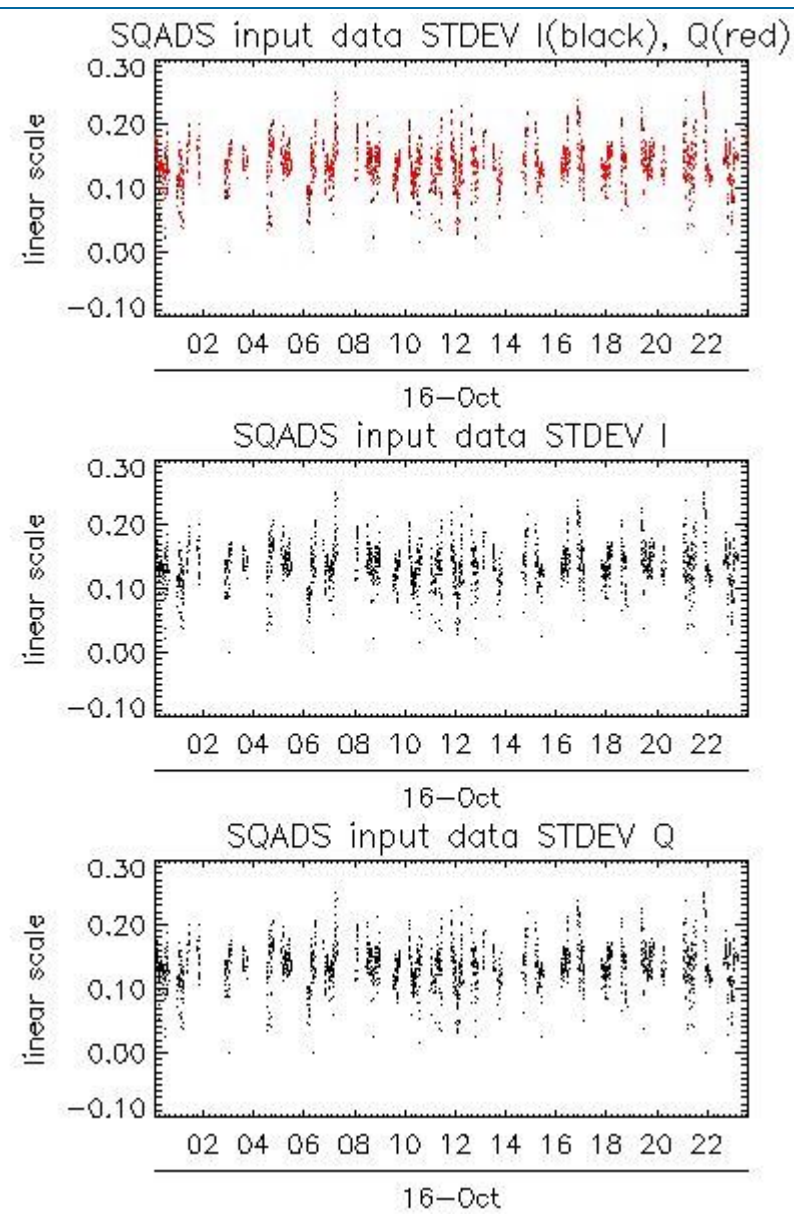 SQADS input data STDEV I(black), Q(red)
0.30
0.20
0.10
0.00
−0.10
linear scale
02 04 06 08 10 12 14 16 18 20 22
16−Oct
SQADS input data STDEV I
0.30
0.20
0.10
0.00
−0.10
linear scale
02 04 06 08 10 12 14 16 18 20 22
16−Oct
SQADS input data STDEV Q
0.30
0.20
0.10
0.00
−0.10
linear scale
02 04 06 08 10 12 14 16 18 20 22
16−Oct